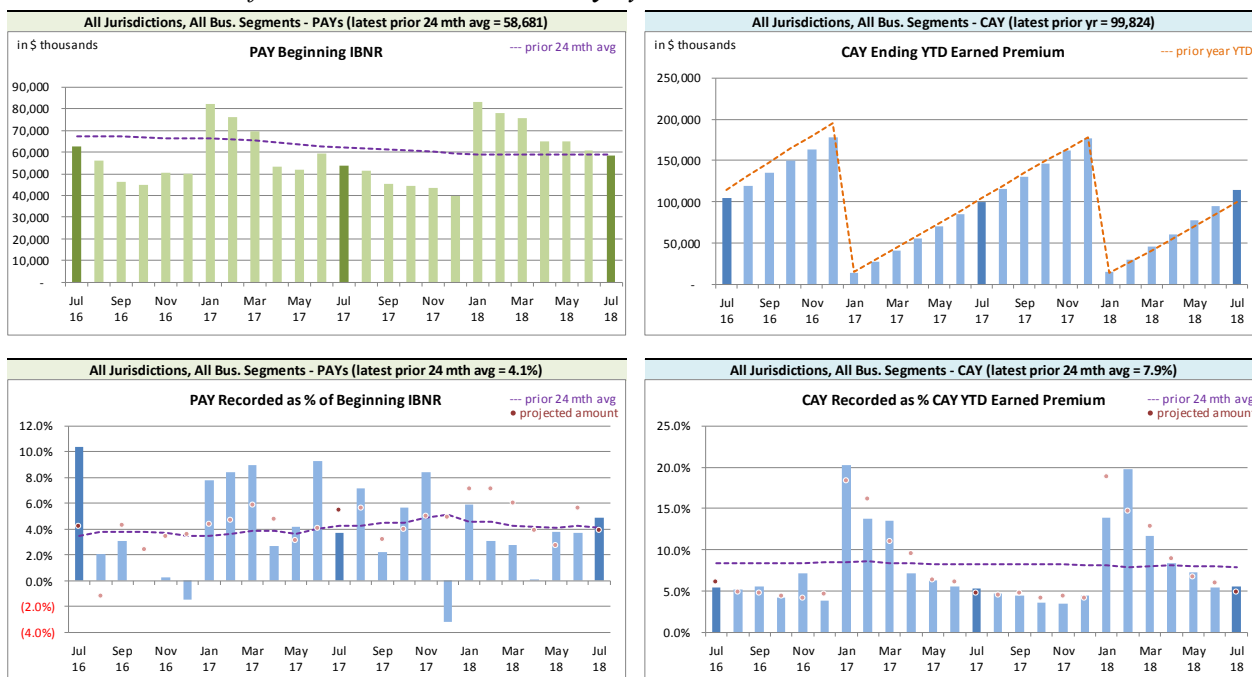 All Jurisdictions, All Bus. Segments - PAYs (latest prior 24 mth avg = 58,681)
in $ thousands
PAY Beginning IBNR
--- prior 24 mth avg
90,000
80,000
70,000
60,000
50,000
40,000
30,000
20,000
10,000
-
Jul Sep Nov Jan Mar May Jul Sep Nov Jan Mar May Jul
16 16 16 17 17 17 17 17 17 18 18 18 18
All Jurisdictions, All Bus. Segments - CAY (latest prior yr = 99,824)
in $ thousands
CAY Ending YTD Earned Premium
--- prior year YTD
250,000
200,000
150,000
100,000
50,000
-
Jul Sep Nov Jan Mar May Jul Sep Nov Jan Mar May Jul
16 16 16 17 17 17 17 17 17 18 18 18 18
All Jurisdictions, All Bus. Segments - PAYs (latest prior 24 mth avg = 4.1%)
PAY Recorded as % of Beginning IBNR
--- prior 24 mth avg
projected amount
12.0%
10.0%
8.0%
6.0%
4.0%
2.0%
0.0%
(2.0%)
(4.0%)
Jul Sep Nov Jan Mar May Jul Sep Nov Jan Mar May Jul
16 16 16 17 17 17 17 17 17 18 18 18 18
All Jurisdictions, All Bus. Segments - CAY (latest prior 24 mth avg = 7.9%)
CAY Recorded as % CAY YTD Earned Premium
--- prior 24 mth avg
projected amount
25.0%
20.0%
15.0%
10.0%
5.0%
0.0%
Jul Sep Nov Jan Mar May Jul Sep Nov Jan Mar May Jul
16 16 16 17 17 17 17 17 17 18 18 18 18